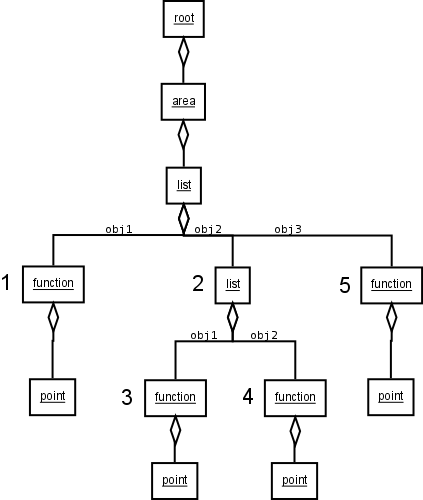 root
area
list
obj1 obj2 obj3
1 function 2 list 5 function
obj1 obj2
point 3 function 4 function point
point point